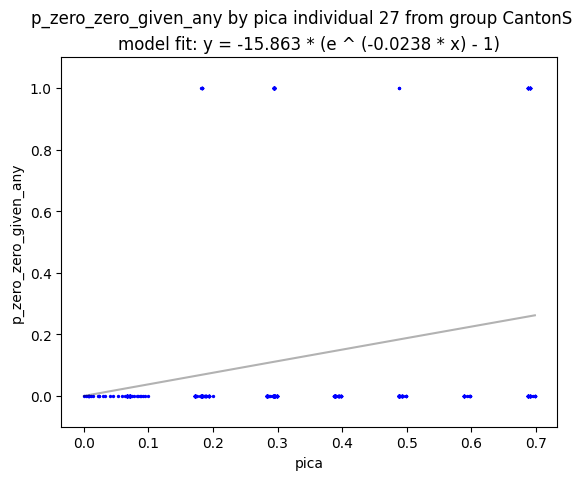 p_zero_zero_given_any by pica individual 27 from group CantonS
model fit: y = -15.863 * (e ^ (-0.0238 * x) - 1)
1.0
0.8
0.6
0.4
0.2
0.0
p_zero_zero_given_any
0.0 0.1 0.2 0.3 0.4 0.5 0.6 0.7
pica